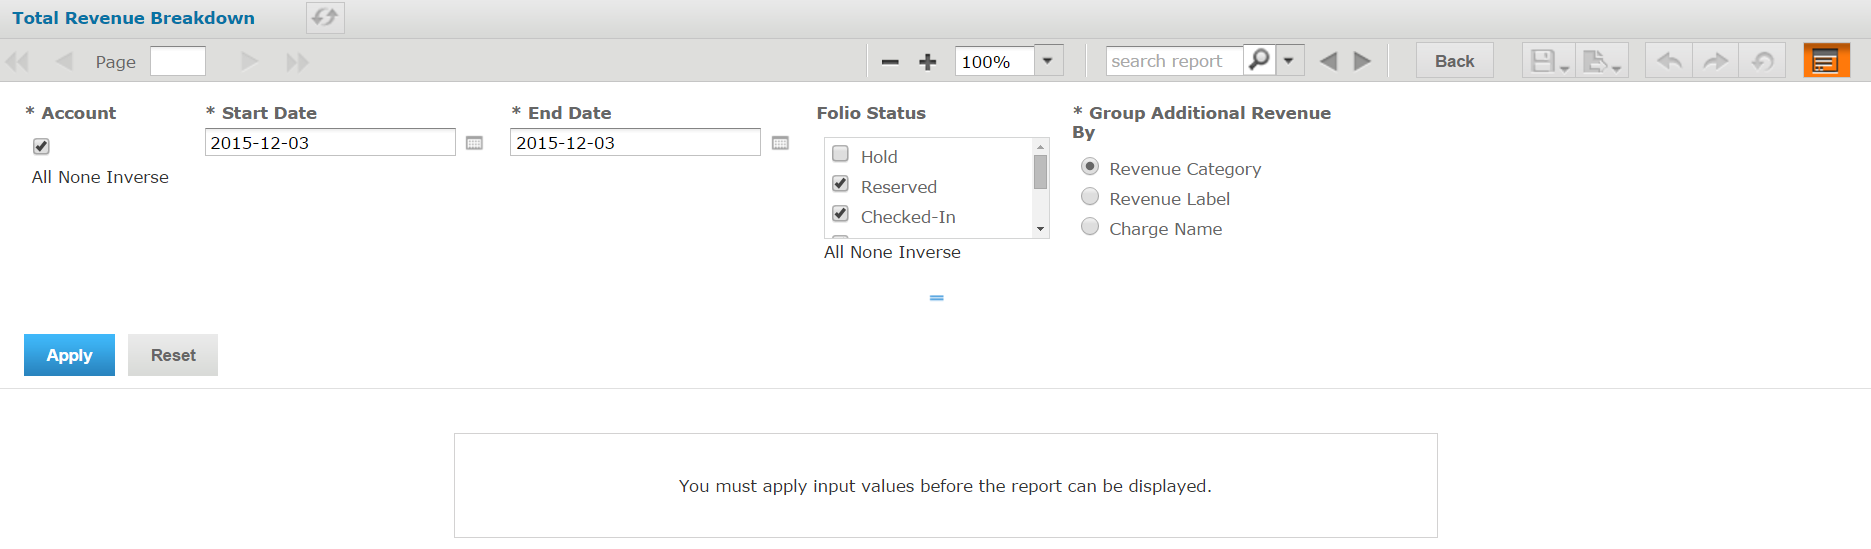 Total Revenue Breakdown
Page
100%
search report
Back
* Account
All None Inverse
* Start Date
2015-12-03
* End Date
2015-12-03
Folio Status
Hold
Reserved
Checked-In
All None Inverse
* Group Additional Revenue
By
Revenue Category
Revenue Label
Charge Name
Apply
Reset
You must apply input values before the report can be displayed.